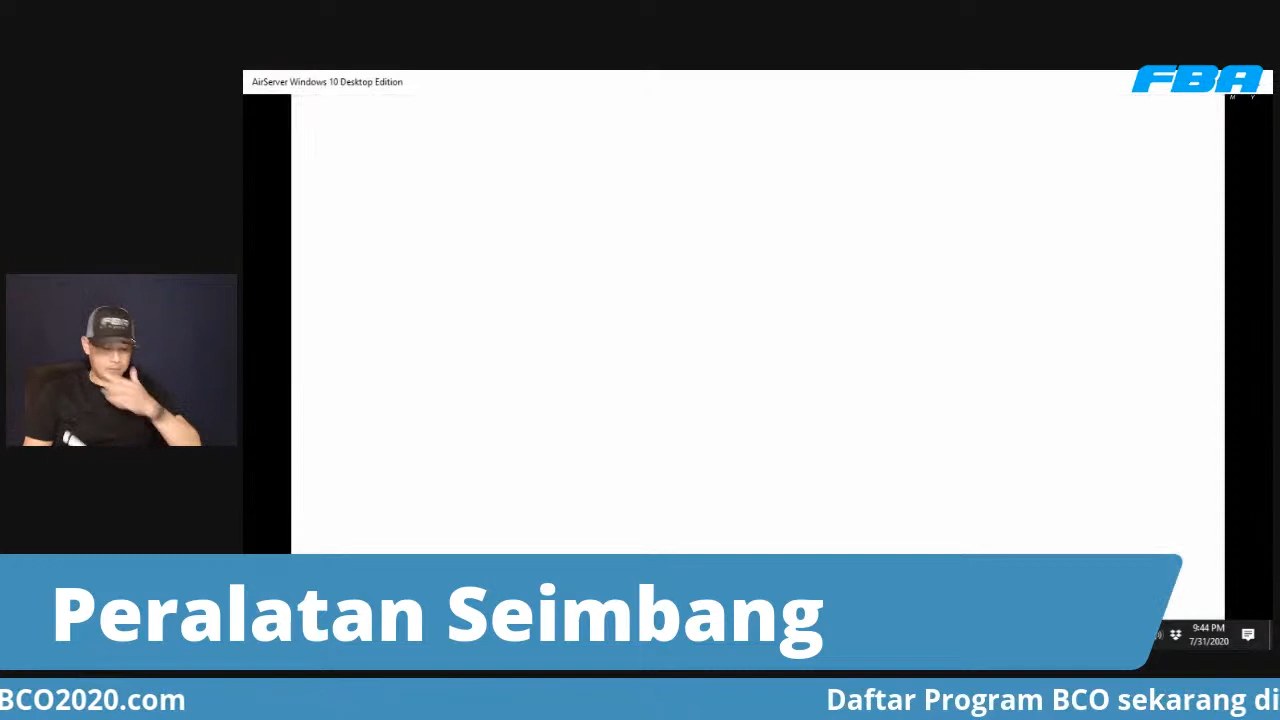 AirServer Windows 10 Desktop Edition
FBA
M Y
Peralatan Seimbang
9:44 PM
7/31/2020
BCO2020.com
Daftar Program BCO sekarang di